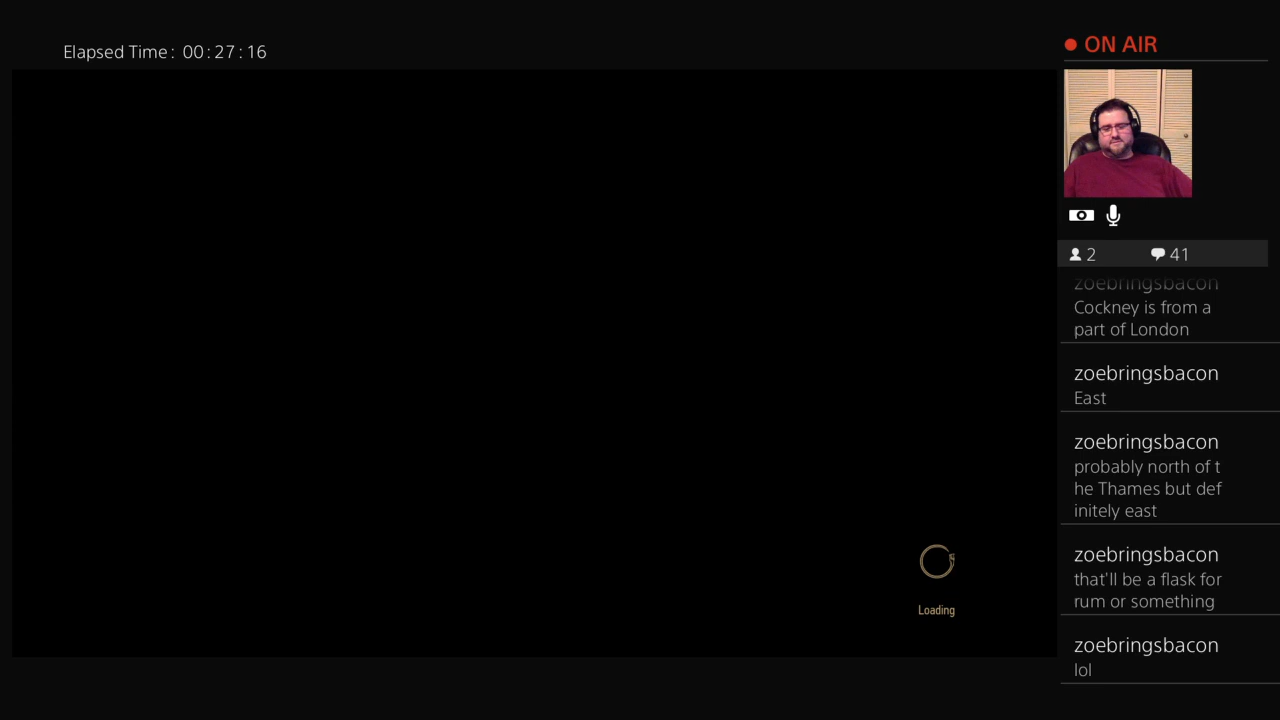 Elapsed Time: 00:27:16
ON AIR
2 41
zoebringsbacon
Cockney is from a
part of London
zoebringsbacon
East
zoebringsbacon
probably north of t
he Thames but def
initely east
zoebringsbacon
that'll be a flask for
rum or something
zoebringsbacon
lol
Loading